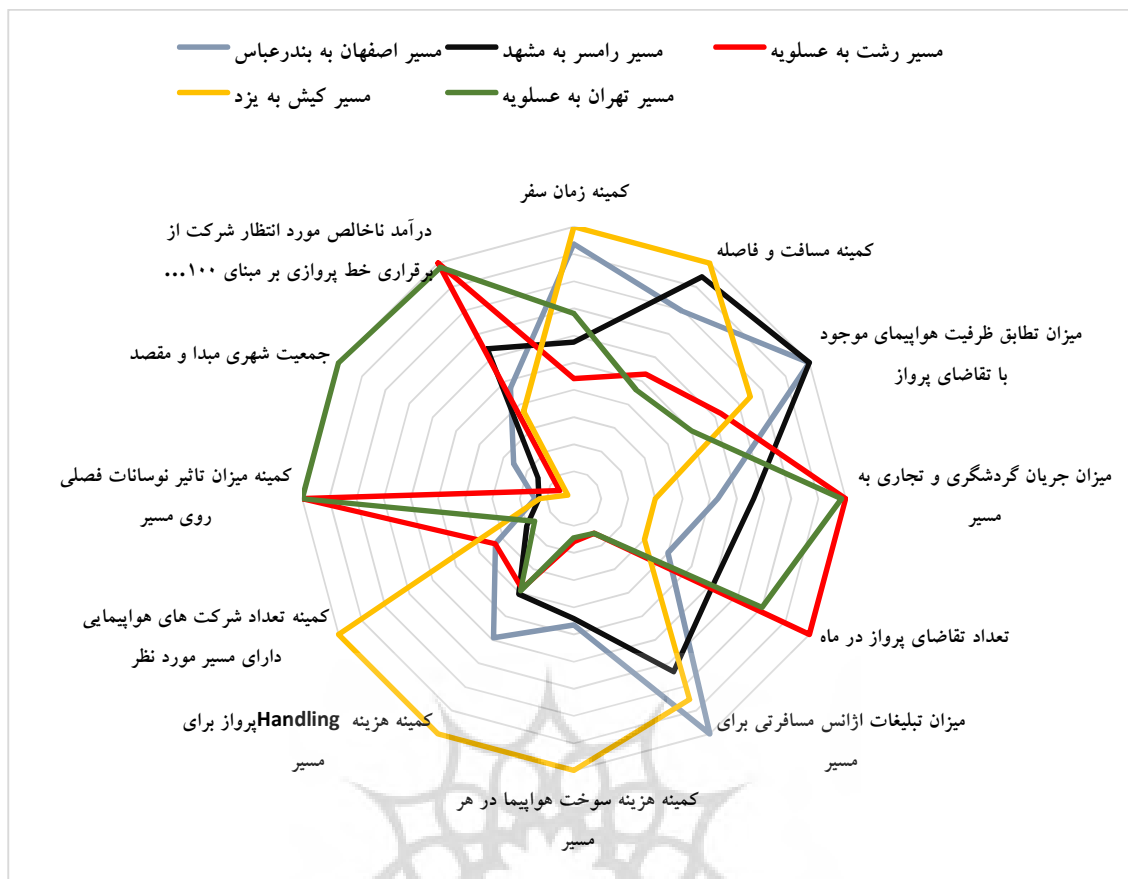 مسیر اصفهان به بندرعباس
مسیر رامسر به مشهد
مسیر رشت به عسلویه
مسیر کیش به یزد
مسیر تهران به عسلویه
کمینه زمان سفر
کمینه مسافت و فاصله
میزان تطابق ظرفیت هواپیمای موجود
با تقاضای پرواز
میزان جریان گردشگری و تجاری به
مسیر
تعداد تقاضای پرواز در ماه
میزان تبلیغات اژانس مسافرتی برای
مسیر
کمینه هزینه سوخت هواپیما در هر
مسیر
کمینه هزینه Handlingپرواز برای
مسیر
کمینه تعداد شرکت های هواپیمایی
دارای مسیر مورد نظر
کمینه میزان تاثیر نوسانات فصلی
روی مسیر
جمعیت شهری مبدا و مقصد
درآمد ناخالص مورد انتظار شرکت از
برقراری خط پروازی بر مبنای ۱۰۰...